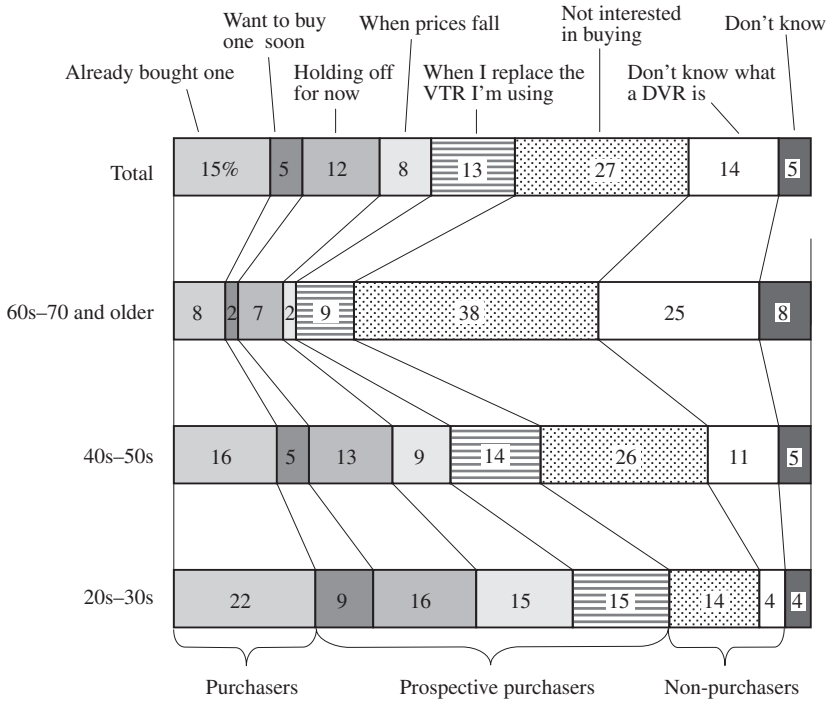 Want to buy
one soon
When prices fall
Not interested
in buying
Don't know
Already bought one
Holding off
for now
When I replace the
VTR I'm using
Don't know what
a DVR is
Total 15% 5 12 8 13 27 14 5
60s–70 and older 8 2 7 2 9 38 25 8
40s–50s 16 5 13 9 14 26 11 5
20s–30s 22 9 16 15 15 14 4 4
Purchasers Prospective purchasers Non-purchasers